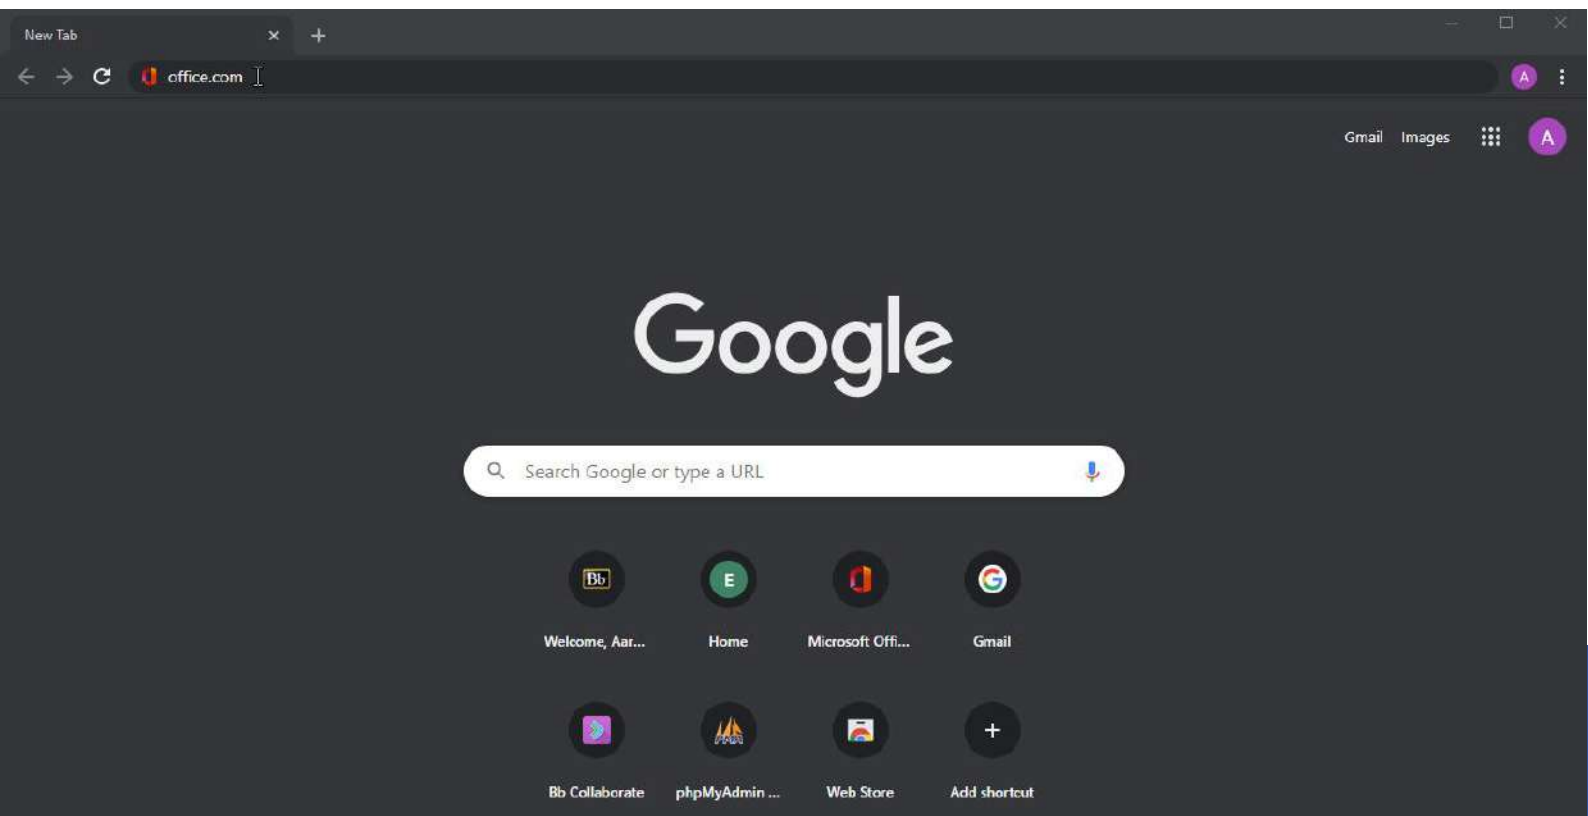 New Tab
office.com
A
Gmail Images
A
Google
Search Google or type a URL
Bb
E
Welcome, Aar...
Home
Microsoft Offi...
Gmail
PMA
Bb Collaborate
phpMyAdmin ...
Web Store
Add shortcut